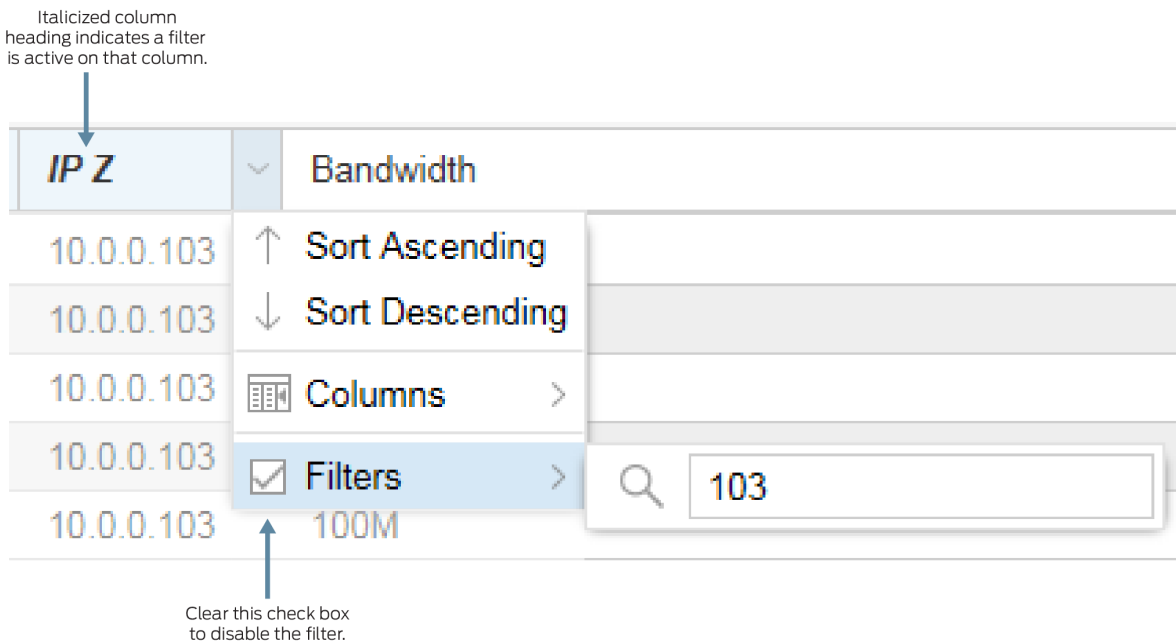 Italicized column
heading indicates a filter
is active on that column.
IP Z
Bandwidth
10.0.0.103
Sort Ascending
10.0.0.103
Sort Descending
10.0.0.103
Columns
10.0.0.103
Filters
103
10.0.0.103
100M
Clear this check box
to disable the filter.